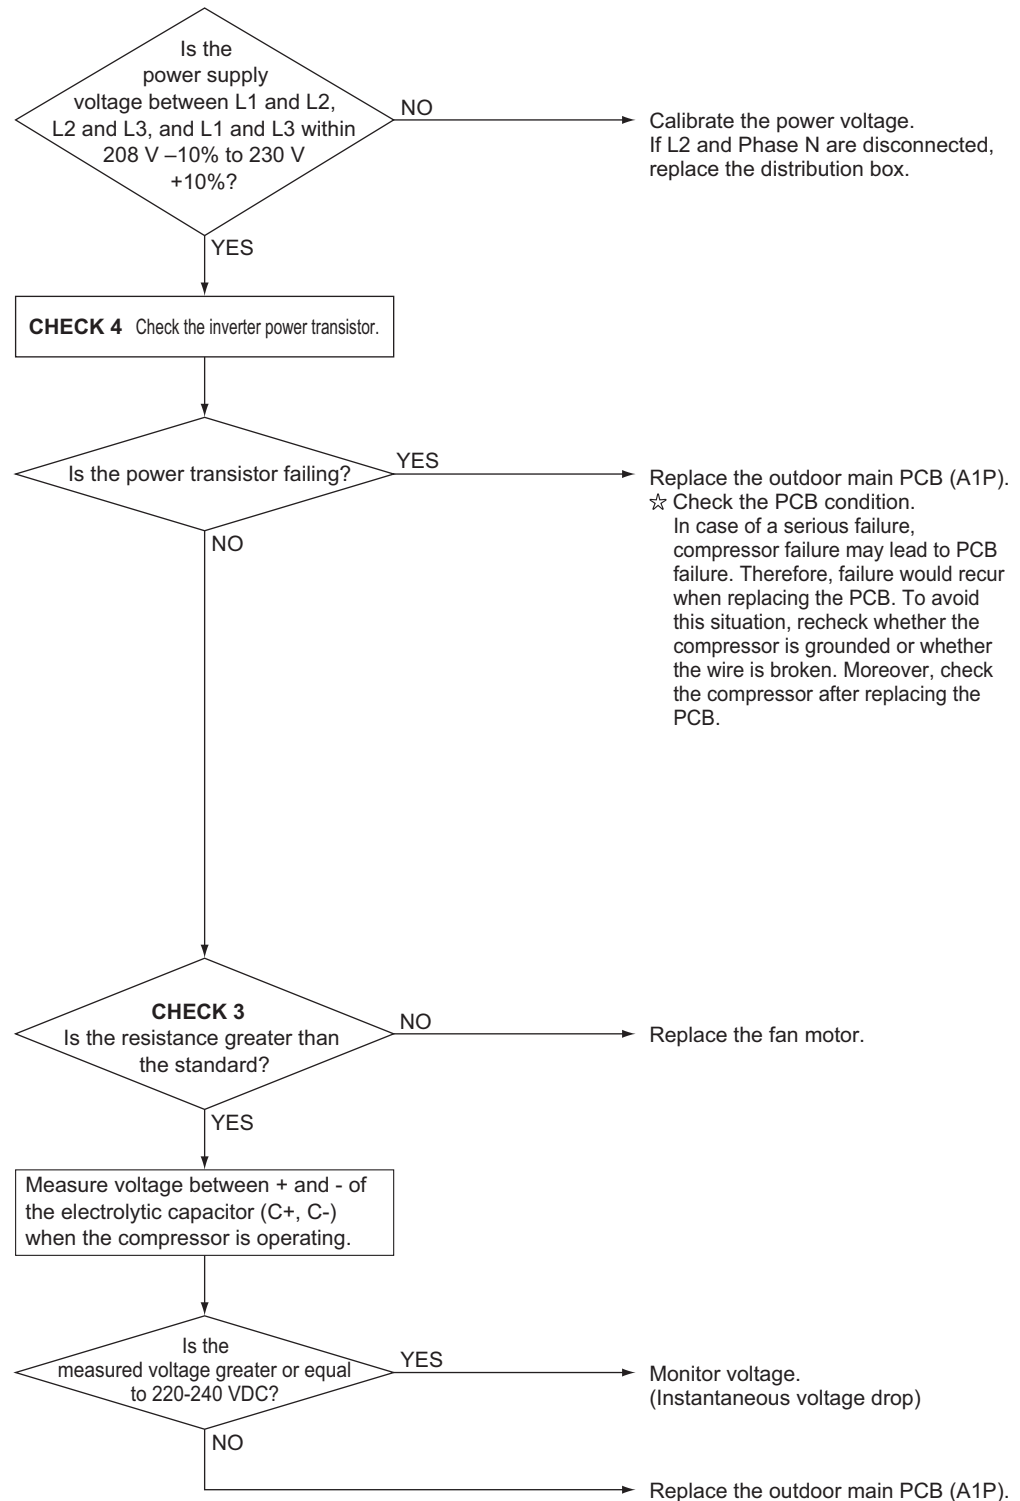 Is the
power supply
voltage between L1 and L2,
L2 and L3, and L1 and L3 within
208 V –10% to 230 V
+10%?
NO
Calibrate the power voltage.
If L2 and Phase N are disconnected,
replace the distribution box.
YES
CHECK 4 Check the inverter power transistor.
Is the power transistor failing?
YES
Replace the outdoor main PCB (A1P).
☆ Check the PCB condition.
In case of a serious failure,
compressor failure may lead to PCB
failure. Therefore, failure would recur
when replacing the PCB. To avoid
this situation, recheck whether the
compressor is grounded or whether
the wire is broken. Moreover, check
the compressor after replacing the
PCB.
NO
CHECK 3
Is the resistance greater than
the standard?
NO
Replace the fan motor.
YES
Measure voltage between + and - of
the electrolytic capacitor (C+, C-)
when the compressor is operating.
Is the
measured voltage greater or equal
to 220-240 VDC?
YES
Monitor voltage.
(Instantaneous voltage drop)
NO
Replace the outdoor main PCB (A1P).